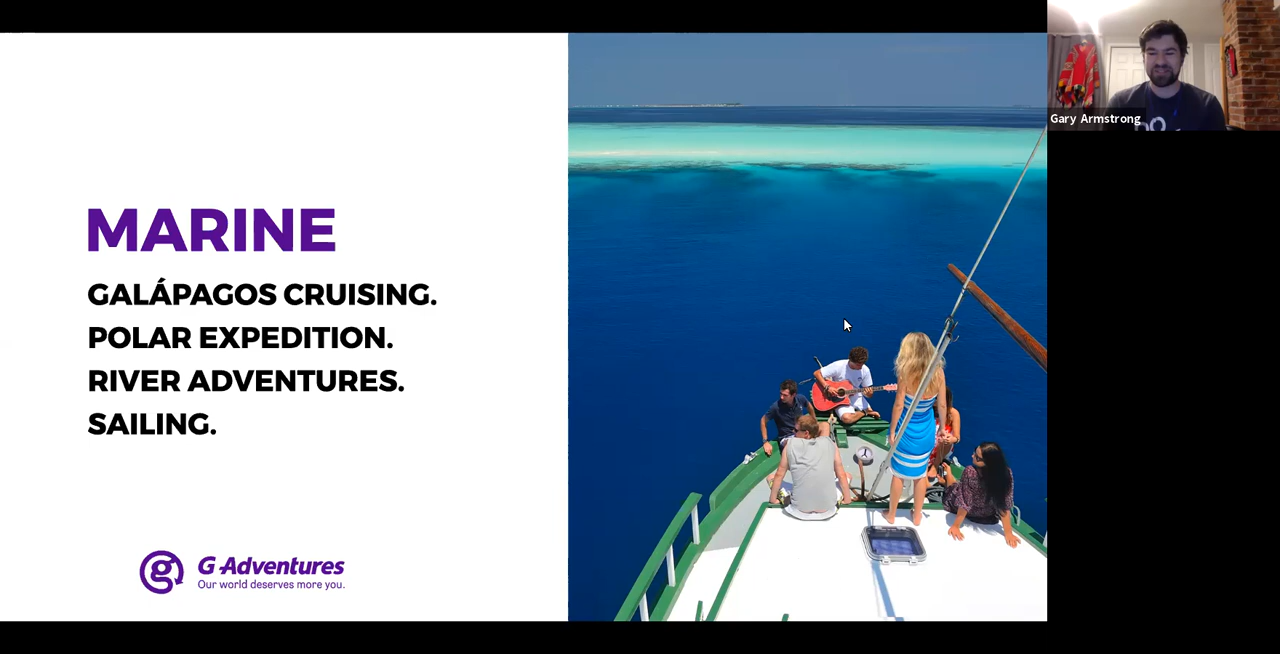 MARINE
GALÁPAGOS CRUISING.
POLAR EXPEDITION.
RIVER ADVENTURES.
SAILING.
G Adventures
Our world deserves more you.
Gary Armstrong